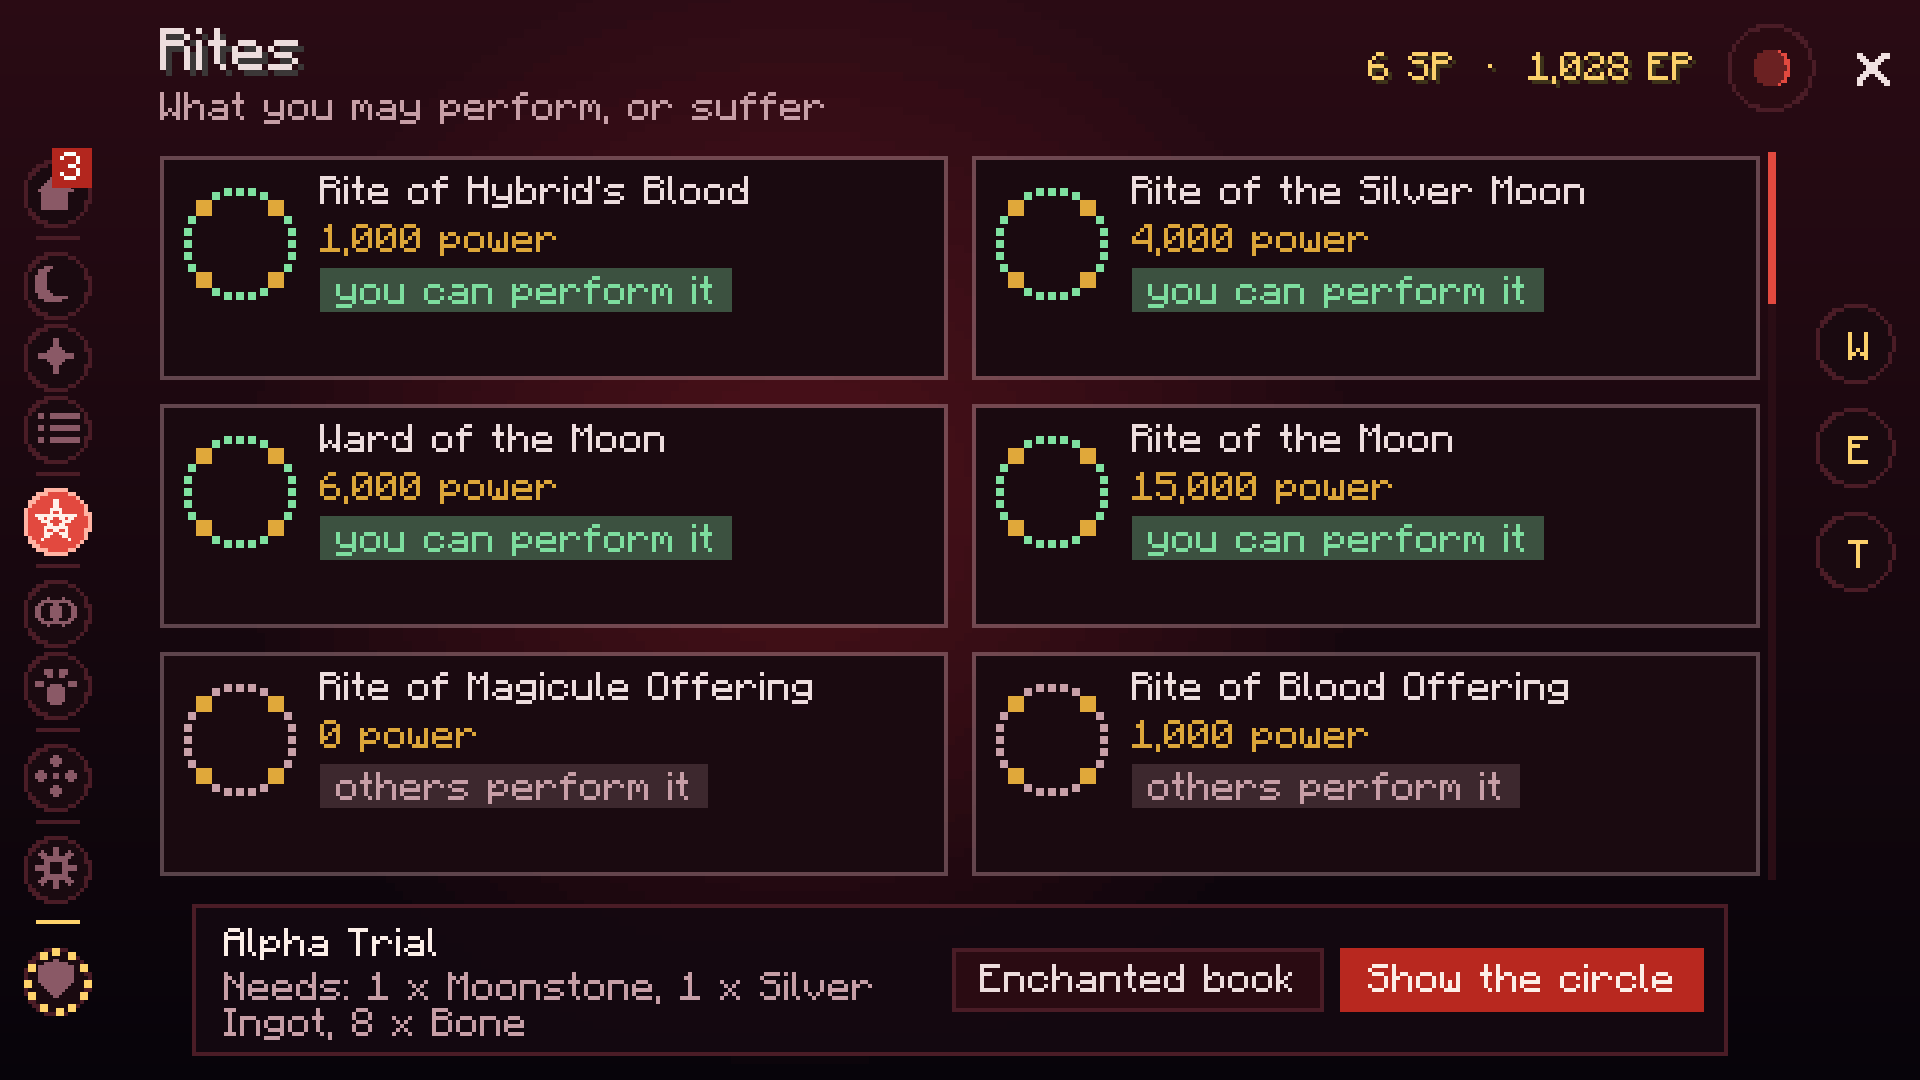 Rites
What you may perform, or suffer
6 SP · 1,028 EP
3
Rite of Hybrid's Blood
1,000 power
you can perform it
Rite of the Silver Moon
4,000 power
you can perform it
Ward of the Moon
6,000 power
you can perform it
Rite of the Moon
15,000 power
you can perform it
Rite of Magicule Offering
0 power
others perform it
Rite of Blood Offering
1,000 power
others perform it
W
E
T
Alpha Trial
Needs: 1 x Moonstone, 1 x Silver
Ingot, 8 x Bone
Enchanted book
Show the circle